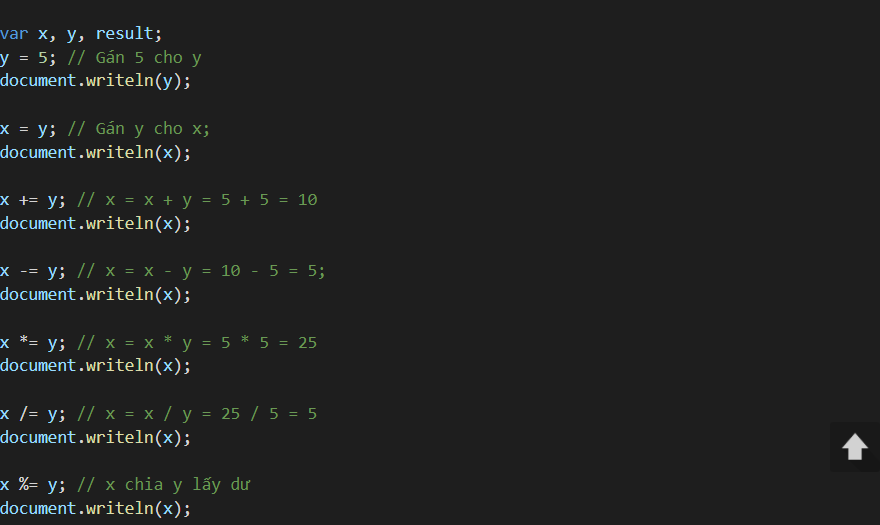 var x, y, result;
y = 5; // Gán 5 cho y
document.writeln(y);
x = y; // Gán y cho x;
document.writeln(x);
x += y; // x = x + y = 5 + 5 = 10
document.writeln(x);
x -= y; // x = x - y = 10 - 5 = 5;
document.writeln(x);
x *= y; // x = x * y = 5 * 5 = 25
document.writeln(x);
x /= y; // x = x / y = 25 / 5 = 5
document.writeln(x);
x %= y; // x chia y lấy dư
document.writeln(x);